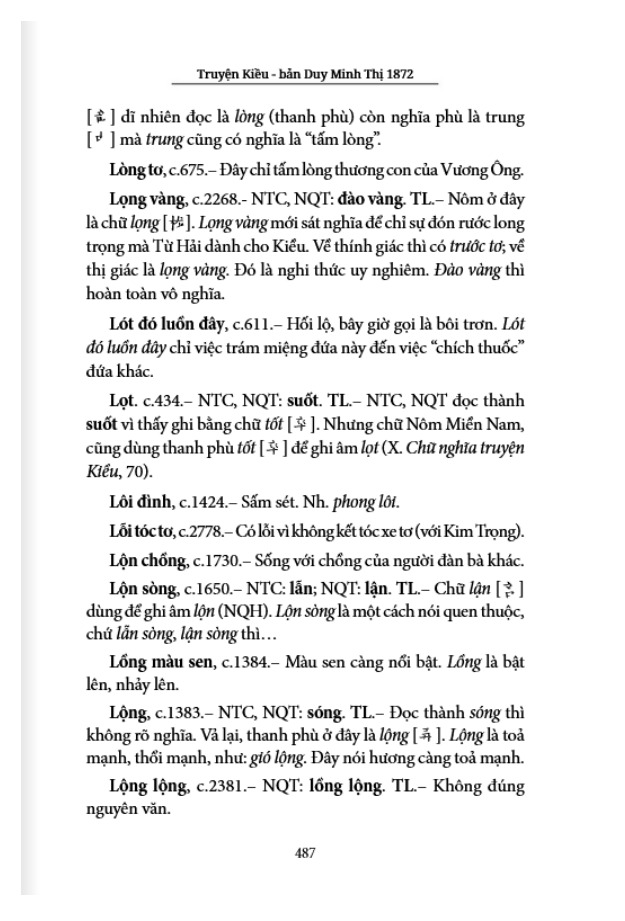 Truyện Kiều - bản Duy Minh Thị 1872
[ ] dĩ nhiên đọc là lòng (thanh phù) còn nghĩa phù là trung
[ ] mà trung cũng có nghĩa là “tấm lòng”.
Lòng tơ, c.675.– Đây chỉ tấm lòng thương con của Vương Ông.
Lọng vàng, c.2268.- NTC, NQT: đào vàng. TL.– Nôm ở đây
là chữ lọng [ ]. Lọng vàng mới sát nghĩa để chỉ sự đón rước long
trọng mà Từ Hải dành cho Kiều. Về thính giác thì có trước tơ; về
thị giác là lọng vàng. Đó là nghi thức uy nghiêm. Đào vàng thì
hoàn toàn vô nghĩa.
Lót đó luồn đây, c.611.– Hối lộ, bây giờ gọi là bôi trơn. Lót
đó luồn đây chỉ việc trám miệng đứa này đến việc “chích thuốc”
đứa khác.
Lọt. c.434.– NTC, NQT: suốt. TL.– NTC, NQT đọc thành
suốt vì thấy ghi bằng chữ tốt [ ]. Nhưng chữ Nôm Miền Nam,
cũng dùng thanh phù tốt [ ] để ghi âm lọt (X. Chữ nghĩa truyện
Kiều, 70).
Lôi đình, c.1424.– Sấm sét. Nh. phong lôi.
Lỗi tóc tơ, c.2778.– Có lỗi vì không kết tóc xe tơ (với Kim Trọng).
Lộn chồng, c.1730.– Sống với chồng của người đàn bà khác.
Lộn sòng, c.1650.– NTC: lẫn; NQT: lận. TL.– Chữ lận [ ]
dùng để ghi âm lộn (NQH). Lộn sòng là một cách nói quen thuộc,
chứ lẫn sòng, lận sòng thì…
Lồng màu sen, c.1384.– Màu sen càng nổi bật. Lồng là bật
lên, nhảy lên.
Lộng, c.1383.– NTC, NQT: sóng. TL.– Đọc thành sóng thì
không rõ nghĩa. Vả lại, thanh phù ở đây là lộng [ ]. Lộng là toả
mạnh, thổi mạnh, như: gió lộng. Đây nói hương càng toả mạnh.
Lộng lộng, c.2381.– NQT: lồng lộng. TL.– Không đúng
nguyên văn.
487